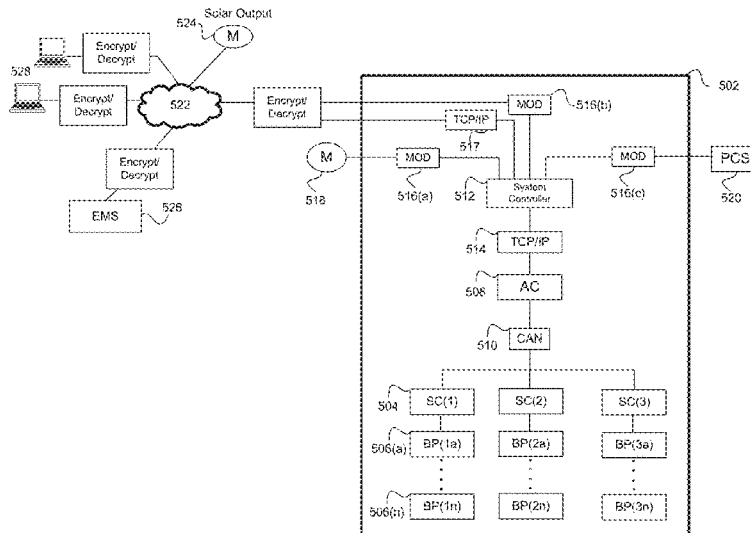 Solar Output
524
M
Encrypt/
Decrypt
528
Encrypt/
Decrypt
522
Encrypt/
Decrypt
Encrypt/
Decrypt
EMS
526
502
MOD
516(b)
TCP/IP
517
M
518
MOD
516(a)
512
System
Controller
MOD
516(c)
PCS
520
514
TCP/IP
508
AC
510
CAN
504
SC(1)
SC(2)
SC(3)
506(a)
BP(1a)
BP(2a)
BP(3a)
506(n)
BP(1n)
BP(2n)
BP(3n)